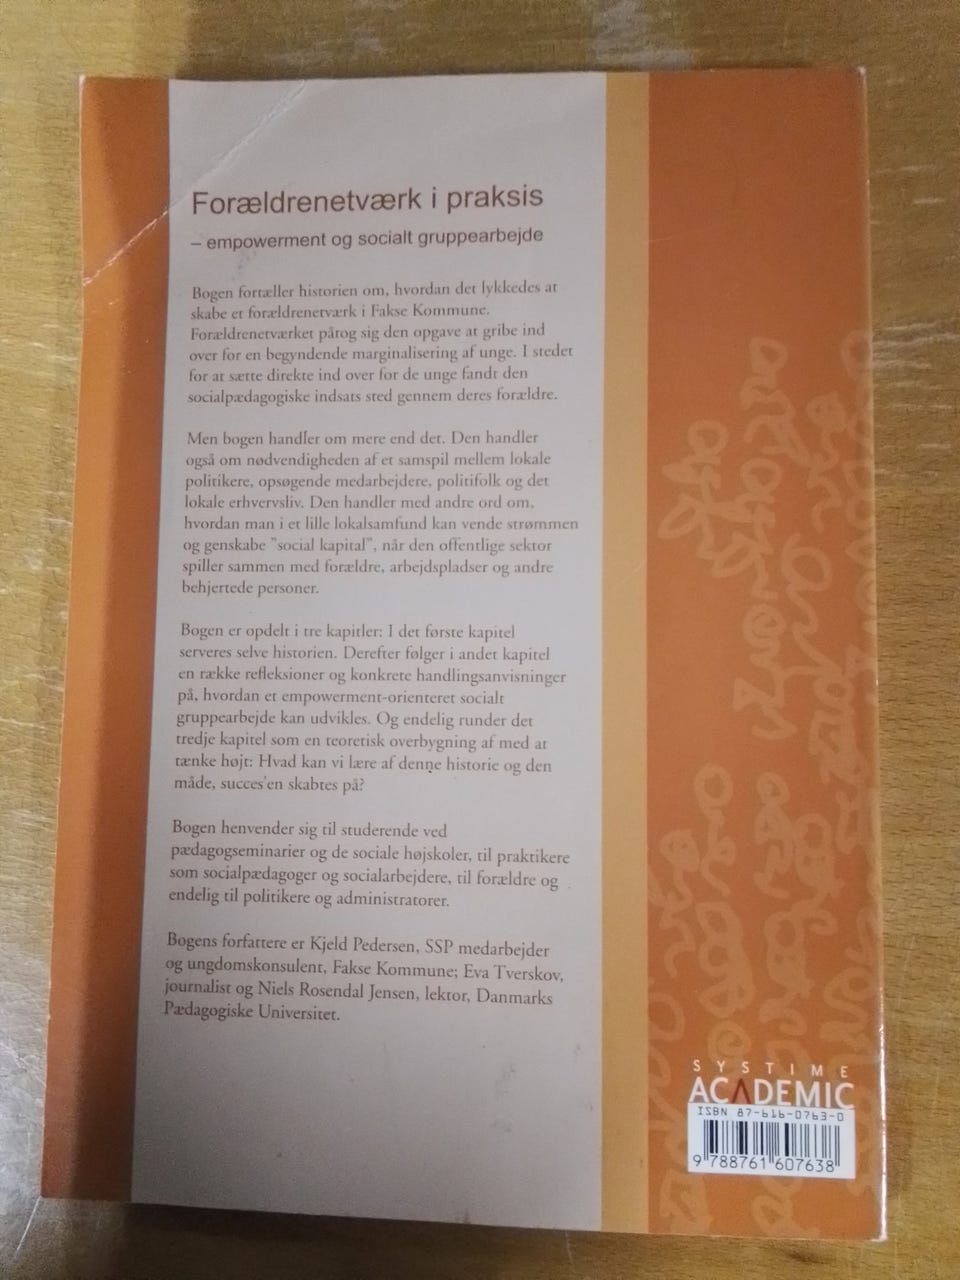 Forældrenetværk i praksis
– empowerment og socialt gruppearbejde
Bogen fortæller historien om, hvordan det lykkedes at
skabe et forældrenetværk i Fakse Kommune.
Forældrenetværket påtog sig den opgave at gribe ind
over for en begyndende marginalisering af unge. I stedet
for at sætte direkte ind over for de unge fandt den
socialpædagogiske indsats sted gennem deres forældre.
Men bogen handler om mere end det. Den handler
også om nødvendigheden af et samspil mellem lokale
politikere, opsøgende medarbejdere, politifolk og det
lokale erhvervsliv. Den handler med andre ord om,
hvordan man i et lille lokalsamfund kan vende strømmen
og genskabe "social kapital", når den offentlige sektor
spiller sammen med forældre, arbejdspladser og andre
behjertede personer.
Bogen er opdelt i tre kapitler: I det første kapitel
serveres selve historien. Derefter følger i andet kapitel
en række refleksioner og konkrete handlingsanvisninger
på, hvordan et empowerment-orienteret socialt
gruppearbejde kan udvikles. Og endelig runder det
tredje kapitel som en teoretisk overbygning af med at
tænke højt: Hvad kan vi lære af denne historie og den
måde, succes'en skabtes på?
Bogen henvender sig til studerende ved
pædagogseminarier og de sociale højskoler, til praktikere
som socialpædagoger og socialarbejdere, til forældre og
endelig til politikere og administratorer.
Bogens forfattere er Kjeld Pedersen, SSP medarbejder
og ungdomskonsulent, Fakse Kommune; Eva Tverskov,
journalist og Niels Rosendal Jensen, lektor, Danmarks
Pædagogiske Universitet.
SYSTIME
ACADEMIC
ISBN 87-616-0763-0
9 788761 607638